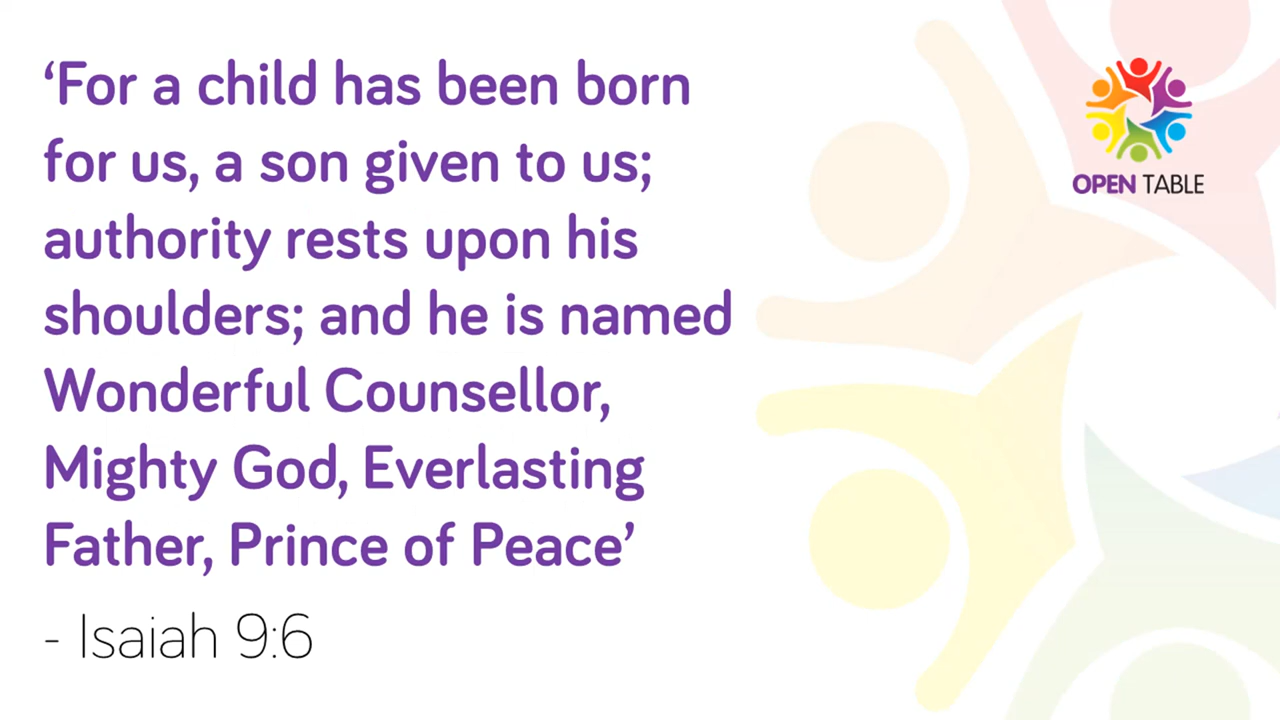 ‘For a child has been born
for us, a son given to us;
authority rests upon his
shoulders; and he is named
Wonderful Counsellor,
Mighty God, Everlasting
Father, Prince of Peace’
- Isaiah 9:6
OPEN TABLE